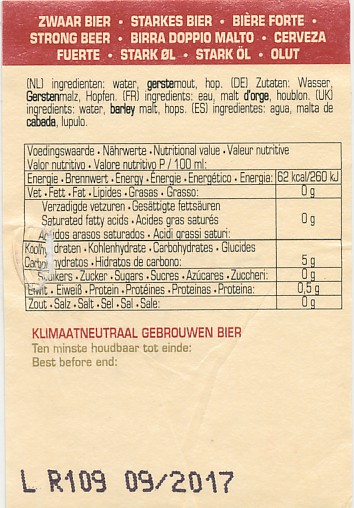 ZWAAR BIER • STARKES BIER • BIÈRE FORTE •
STRONG BEER • BIRRA DOPPIO MALTO • CERVEZA
FUERTE • STARK ØL • STARK ÖL • OLUT
(NL) ingredienten: water, gerstemout, hop. (DE) Zutaten: Wasser,
Gerstenmalz, Hopfen. (FR) ingredients: eau, malt d'orge, houblon. (UK)
ingredients: water, barley malt, hops. (ES) ingredientes: agua, malta de
cabada, lupulo.
Voedingswaarde • Nährwerte • Nutritional value • Valeur nutritive
Valor nutritivo • Valore nutritivo P / 100 ml:
Energie • Brennwert • Energy • Énergie • Energético • Energia: 62 kcal/260 kJ
Vet • Fett • Fat • Lipides • Grasas • Grasso: 0 g
Verzadigde vetzuren • Gesättigte fettsäuren
Saturated fatty acids • Acides gras saturés 0 g
Acidos arasos saturados • Acidi grassi saturi:
Koolhydraten • Kohlenhydrate • Carbohydrates • Glucides
Carbohydratos • Hidratos de carbono: 5 g
Suikers • Zucker • Sugars • Sucres • Azúcares • Zuccheri: 0 g
Eiwit • Eiweiß • Protein • Protéines • Proteinas • Proteina: 0,5 g
Zout • Salz • Salt • Sel • Sal • Sale: 0 g
KLIMAATNEUTRAAL GEBROUWEN BIER
Ten minste houdbaar tot einde:
Best before end:
L R109 09/2017